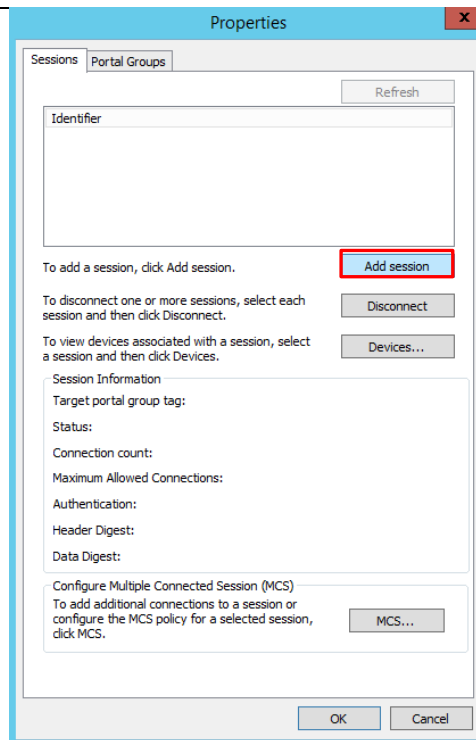 Properties
x
Sessions
Portal Groups
Refresh
Identifier
To add a session, click Add session.
Add session
To disconnect one or more sessions, select each
session and then click Disconnect.
Disconnect
To view devices associated with a session, select
a session and then click Devices.
Devices...
Session Information
Target portal group tag:
Status:
Connection count:
Maximum Allowed Connections:
Authentication:
Header Digest:
Data Digest:
Configure Multiple Connected Session (MCS)
To add additional connections to a session or
configure the MCS policy for a selected session,
click MCS.
MCS...
OK
Cancel